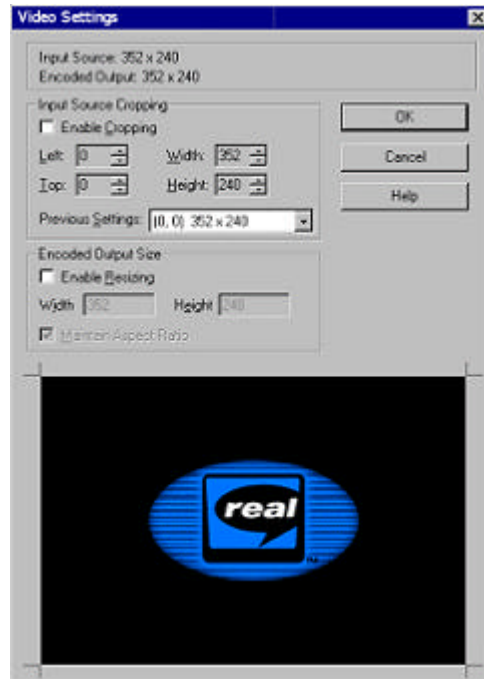 Video Settings
Input Source: 352 x 240
Encoded Output: 352 x 240
Input Source Cropping
Enable Cropping
Left: 0 Width: 352
Top: 0 Height: 240
Previous Settings: (0, 0) 352 x 240
OK
Cancel
Help
Encoded Output Size
Enable Resizing
Width 352 Height 240
Maintain Aspect Ratio
real
TM